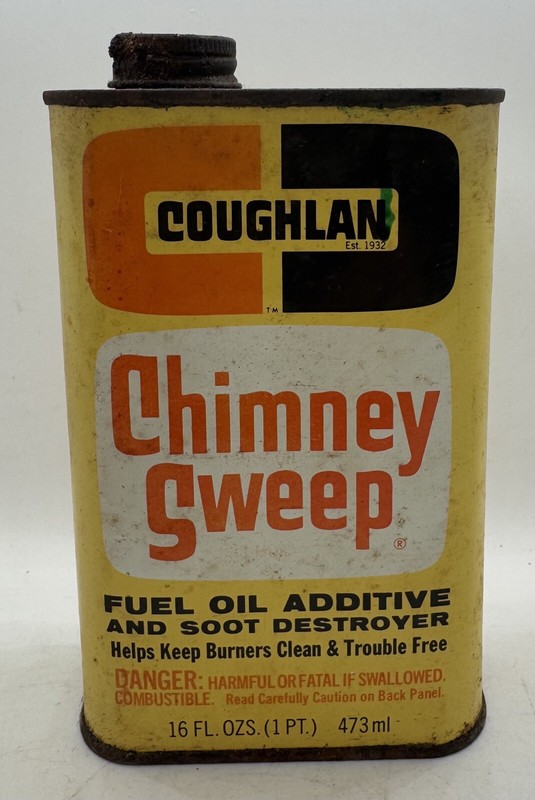 COUGHLAN
Est. 1932
TM
Chimney
Sweep®
FUEL OIL ADDITIVE
AND SOOT DESTROYER
Helps Keep Burners Clean & Trouble Free
DANGER: HARMFUL OR FATAL IF SWALLOWED.
COMBUSTIBLE. Read Carefully Caution on Back Panel.
16 FL. OZS. (1 PT.) 473 ml